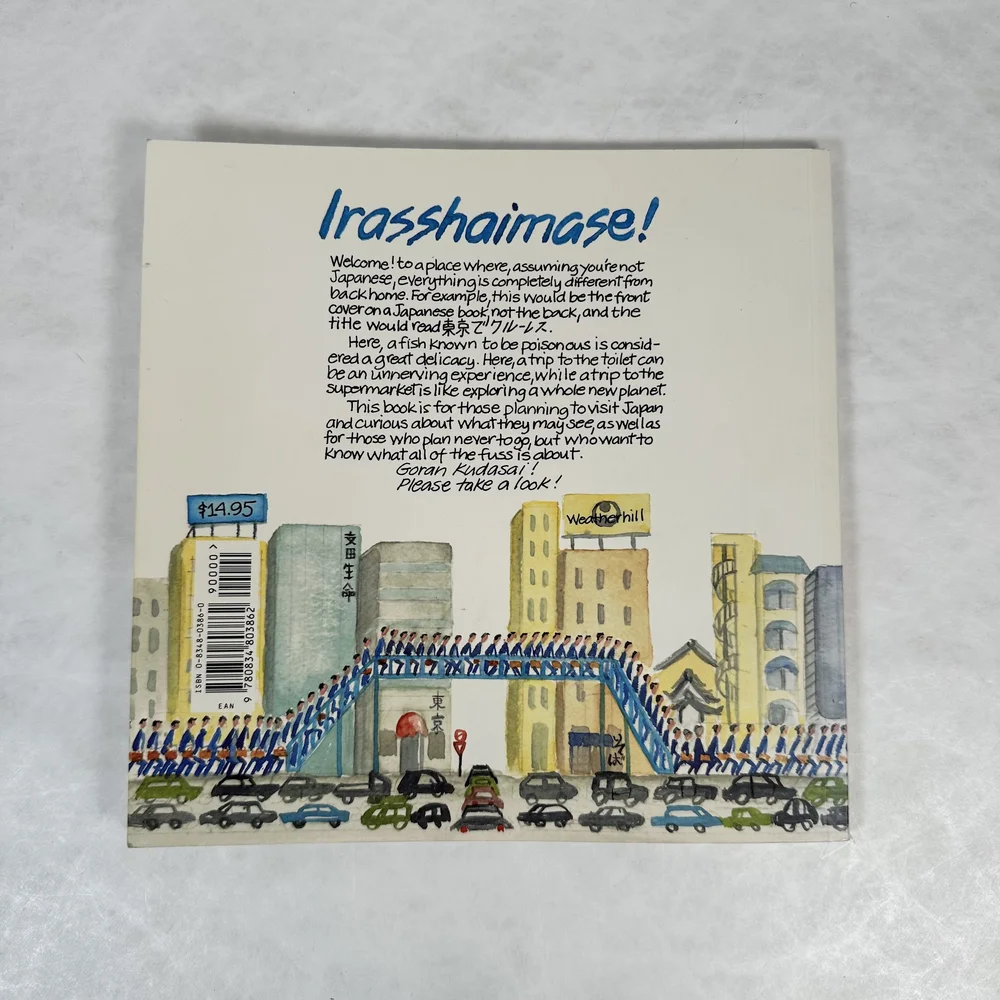 Irasshaimase!
Welcome! to a place where, assuming you're not
Japanese, everything is completely different from
back home. For example, this would be the front
cover on a Japanese book, not the back, and the
title would read 東京でクルーレス.
Here, a fish known to be poisonous is consid-
ered a great delicacy. Here, a trip to the toilet can
be an unnerving experience, while a trip to the
supermarket is like exploring a whole new planet.
This book is for those planning to visit Japan
and curious about what they may see, as well as
for those who plan never to go, but who want to
know what all of the fuss is about.
Goran Kudasai!
Please take a look!
$14.95
Weatherhill
生命
東京
そば
90000>
ISBN 0-8348-0386-0
9 780834 803862
EAN